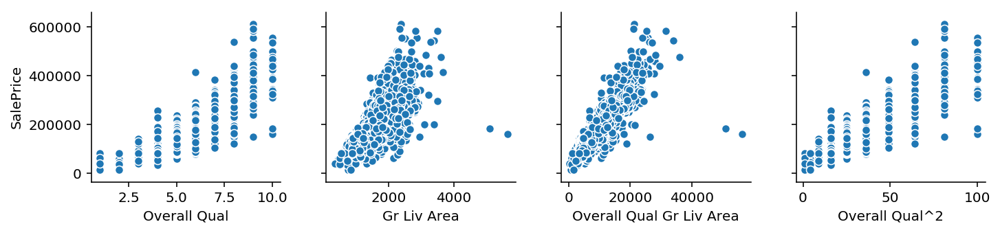 SalePrice
600000
400000
200000
0
2.5 5.0 7.5 10.0
Overall Qual
2000 4000
Gr Liv Area
0 20000 40000
Overall Qual Gr Liv Area
0 50 100
Overall Qual^2